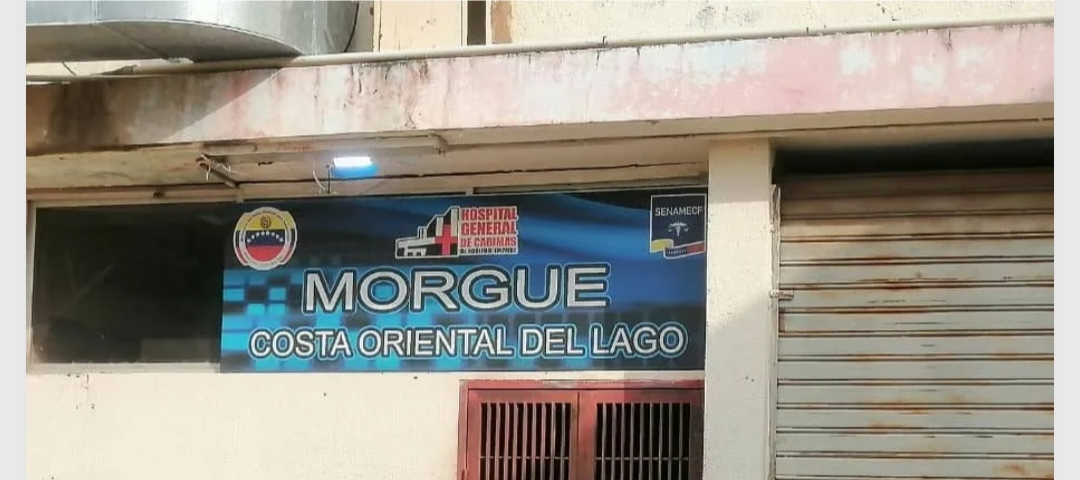 HOSPITAL
GENERAL
DE CABIMAS
SENAMECF
MORGUE
COSTA ORIENTAL DEL LAGO